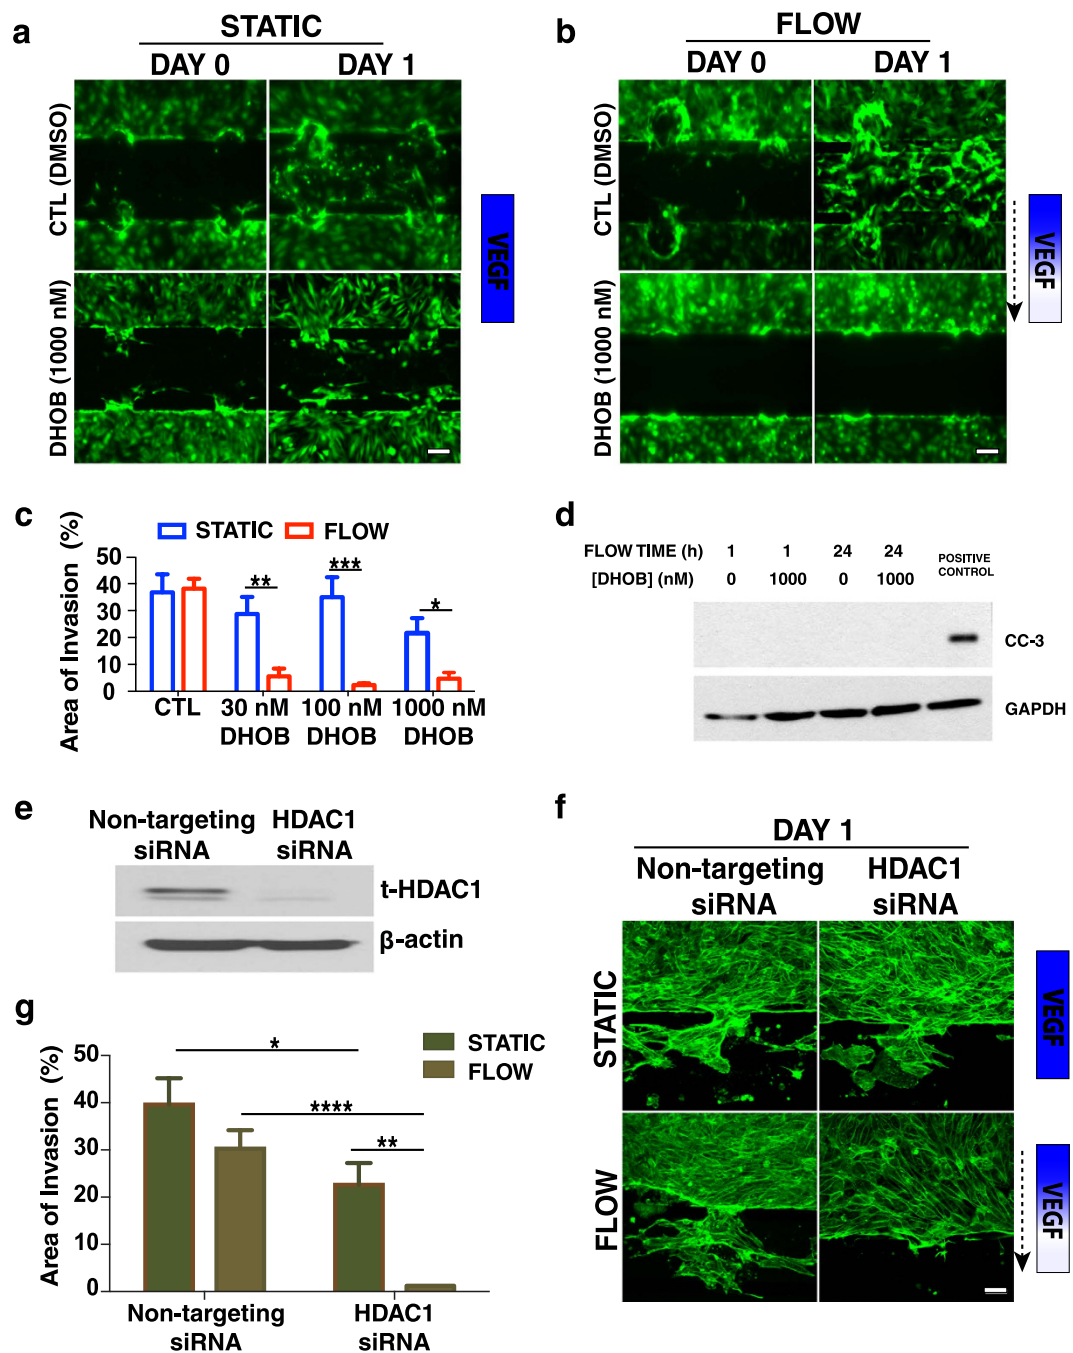 a
STATIC
DAY 0 DAY 1
CTL (DMSO)
DHOB (1000 nM)
VEGF
b
FLOW
DAY 0 DAY 1
CTL (DMSO)
DHOB (1000 nM)
VEGF
c
STATIC FLOW
Area of Invasion (%)
50
40
30
20
10
0
** *** *
CTL 30 nM 100 nM 1000 nM
DHOB DHOB DHOB
d
FLOW TIME (h) 1 1 24 24 POSITIVE
[DHOB] (nM) 0 1000 0 1000 CONTROL
CC-3
GAPDH
e
Non-targeting HDAC1
siRNA siRNA
t-HDAC1
β-actin
f
DAY 1
Non-targeting HDAC1
siRNA siRNA
STATIC
FLOW
VEGF
VEGF
g
STATIC
FLOW
Area of Invasion (%)
50
40
30
20
10
0
*
****
**
Non-targeting HDAC1
siRNA siRNA